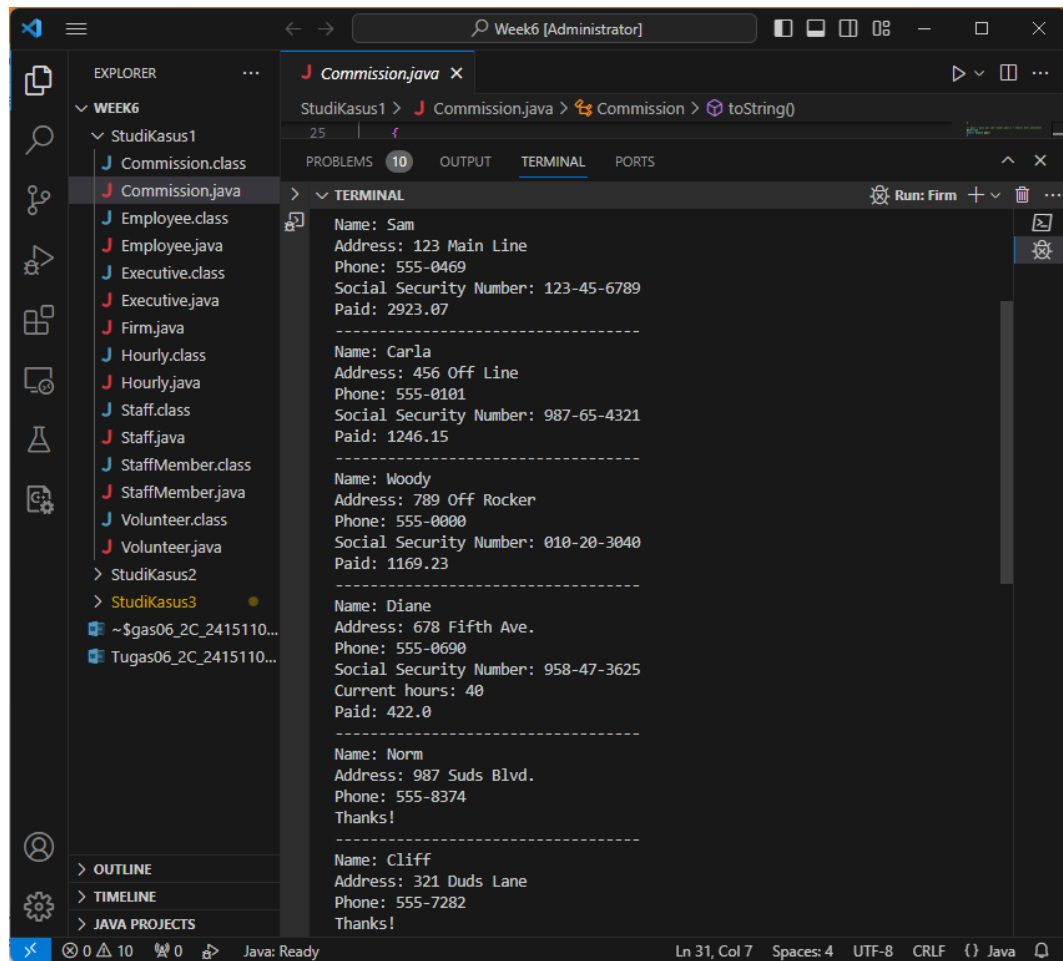 Week6 [Administrator]
EXPLORER
WEEK6
StudiKasus1
Commission.class
Commission.java
Employee.class
Employee.java
Executive.class
Executive.java
Firm.java
Hourly.class
Hourly.java
Staff.class
Staff.java
StaffMember.class
StaffMember.java
Volunteer.class
Volunteer.java
StudiKasus2
StudiKasus3
~$gas06_2C_2415110...
Tugas06_2C_2415110...
OUTLINE
TIMELINE
JAVA PROJECTS
J Commission.java
StudiKasus1 > J Commission.java > Commission > toString()
25 {
PROBLEMS 10 OUTPUT TERMINAL PORTS
TERMINAL
Run: Firm
Name: Sam
Address: 123 Main Line
Phone: 555-0469
Social Security Number: 123-45-6789
Paid: 2923.07
-----------------------------------
Name: Carla
Address: 456 Off Line
Phone: 555-0101
Social Security Number: 987-65-4321
Paid: 1246.15
-----------------------------------
Name: Woody
Address: 789 Off Rocker
Phone: 555-0000
Social Security Number: 010-20-3040
Paid: 1169.23
-----------------------------------
Name: Diane
Address: 678 Fifth Ave.
Phone: 555-0690
Social Security Number: 958-47-3625
Current hours: 40
Paid: 422.0
-----------------------------------
Name: Norm
Address: 987 Suds Blvd.
Phone: 555-8374
Thanks!
-----------------------------------
Name: Cliff
Address: 321 Duds Lane
Phone: 555-7282
Thanks!
0 10 0 Java: Ready Ln 31, Col 7 Spaces: 4 UTF-8 CRLF {} Java